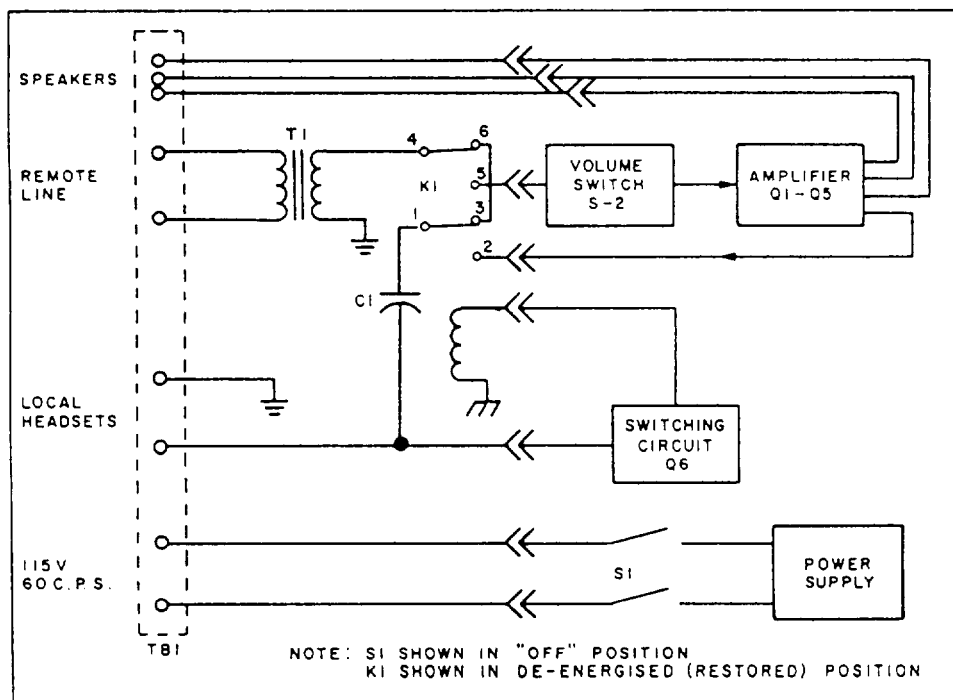 SPEAKERS
T1
REMOTE
LINE
4
6
K1
5
1
3
2
VOLUME
SWITCH
S-2
AMPLIFIER
Q1-Q5
C1
LOCAL
HEADSETS
SWITCHING
CIRCUIT
Q6
115V
60 C.P.S.
S1
POWER
SUPPLY
TB1
NOTE: S1 SHOWN IN "OFF" POSITION
K1 SHOWN IN DE-ENERGISED (RESTORED) POSITION